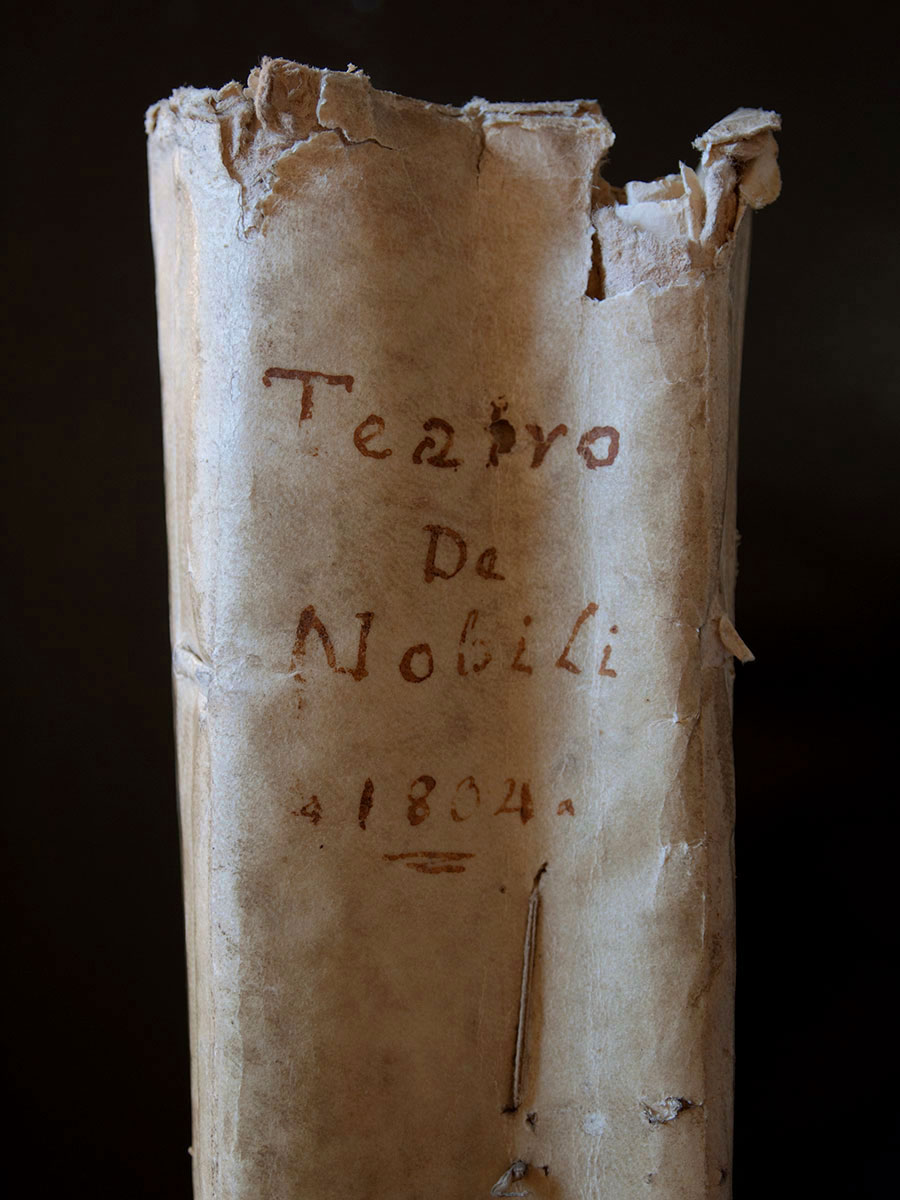 Teatro
De
Nobili
1804